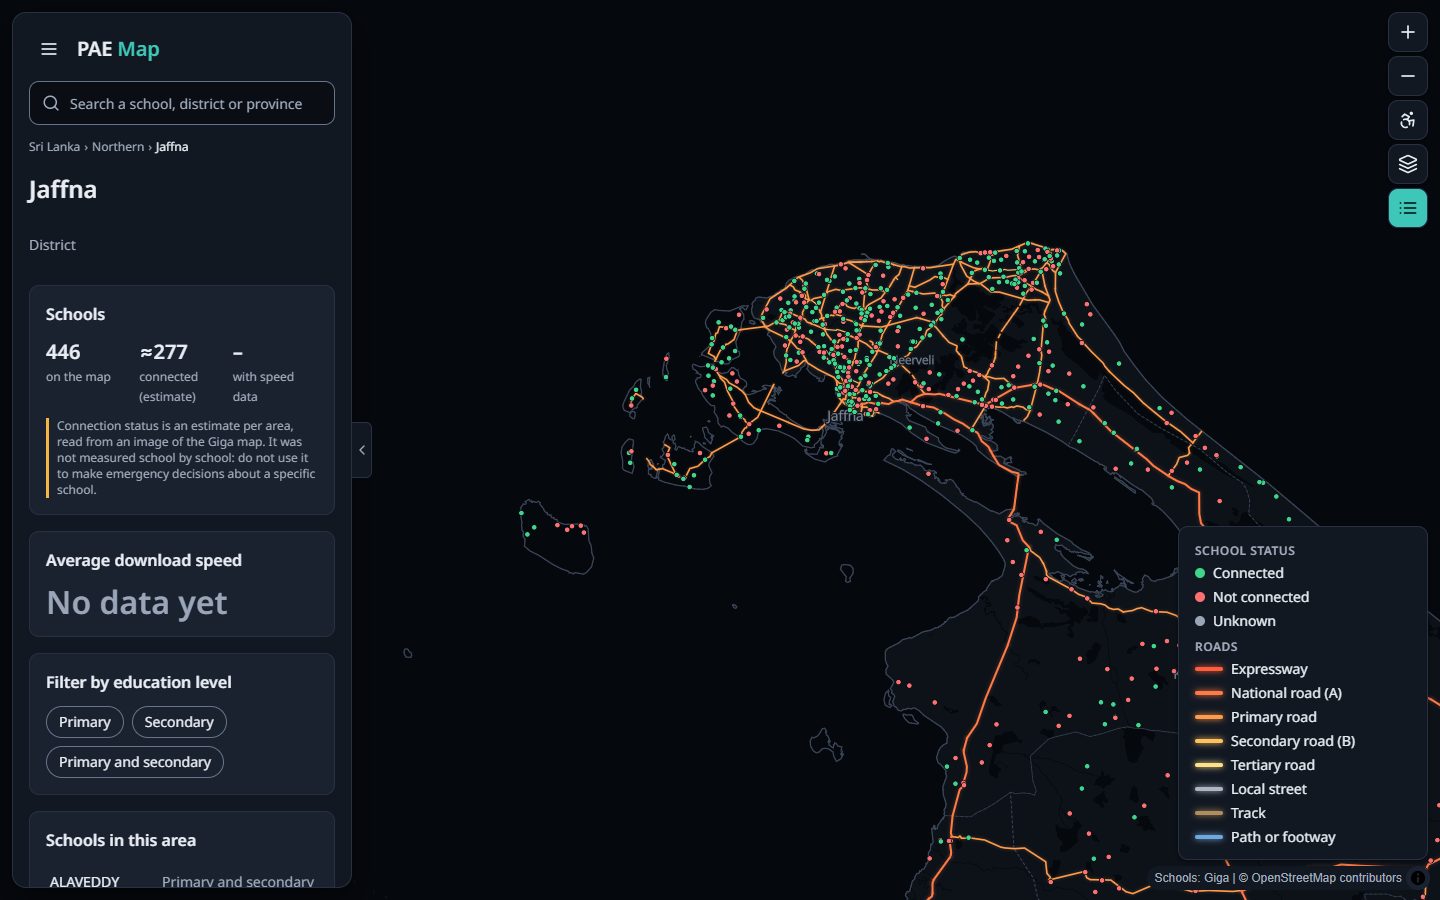 PAE Map
Search a school, district or province
Sri Lanka › Northern › Jaffna
Jaffna
District
Schools
446
on the map
≈277
connected
(estimate)
–
with speed
data
Connection status is an estimate per area,
read from an image of the Giga map. It was
not measured school by school: do not use it
to make emergency decisions about a specific
school.
Average download speed
No data yet
Filter by education level
Primary
Secondary
Primary and secondary
Schools in this area
ALAVEDDY
Primary and secondary
Jaffna
SCHOOL STATUS
Connected
Not connected
Unknown
ROADS
Expressway
National road (A)
Primary road
Secondary road (B)
Tertiary road
Local street
Track
Path or footway
Schools: Giga | © OpenStreetMap contributors